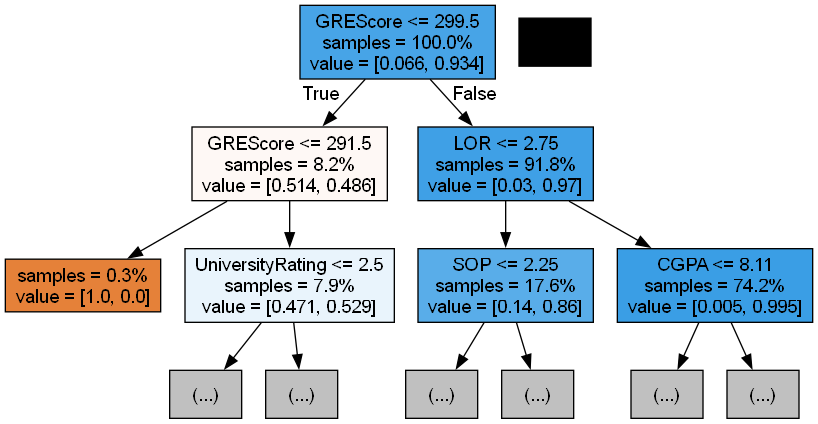 GREScore <= 299.5
samples = 100.0%
value = [0.066, 0.934]
True
False
GREScore <= 291.5
samples = 8.2%
value = [0.514, 0.486]
LOR <= 2.75
samples = 91.8%
value = [0.03, 0.97]
samples = 0.3%
value = [1.0, 0.0]
UniversityRating <= 2.5
samples = 7.9%
value = [0.471, 0.529]
SOP <= 2.25
samples = 17.6%
value = [0.14, 0.86]
CGPA <= 8.11
samples = 74.2%
value = [0.005, 0.995]
(...)
(...)
(...)
(...)
(...)
(...)